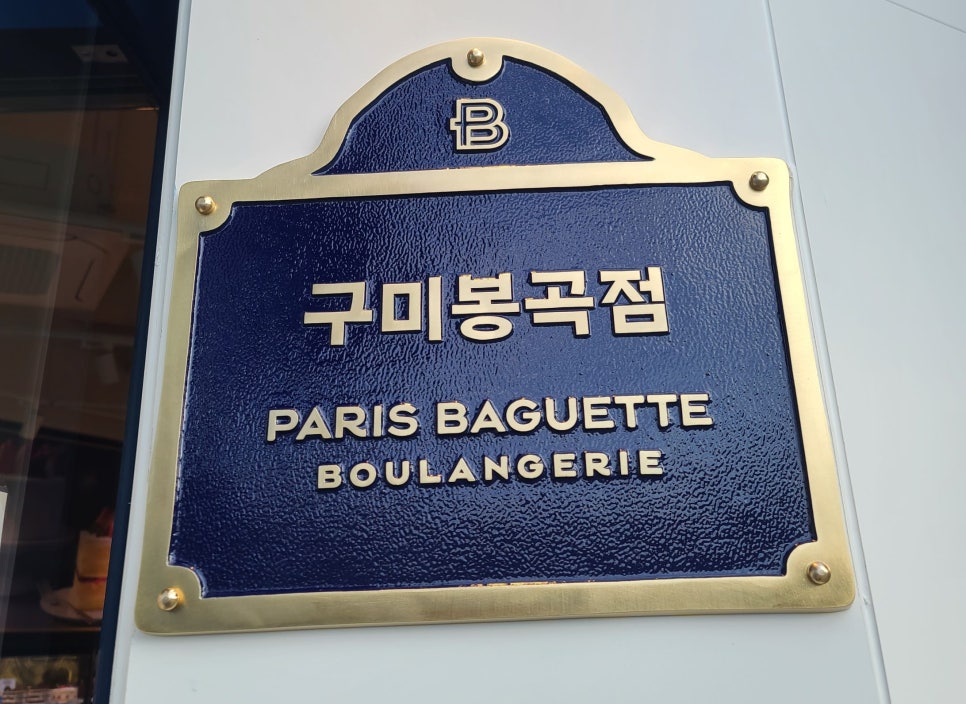 B
구미봉곡점
PARIS BAGUETTE
BOULANGERIE